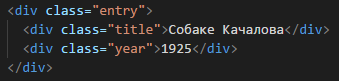 <div class="entry">
<div class="title">Собаке Качалова</div>
<div class="year">1925</div>
</div>